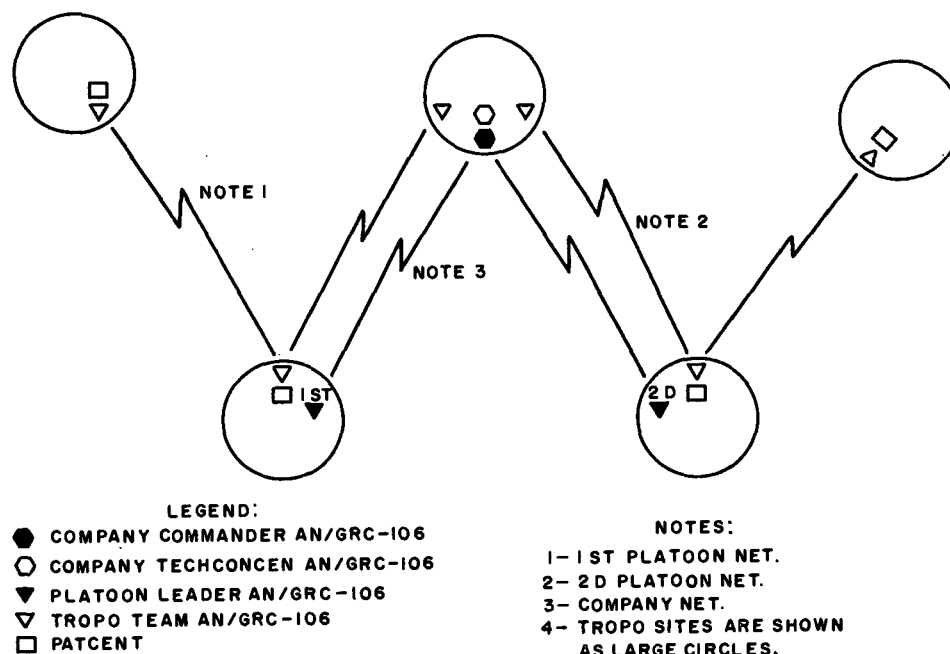 NOTE 1
NOTE 2
NOTE 3
1ST
2D
LEGEND:
COMPANY COMMANDER AN/GRC-106
COMPANY TECHCONCEN AN/GRC-106
PLATOON LEADER AN/GRC-106
TROPO TEAM AN/GRC-106
PATCENT
NOTES:
1- 1ST PLATOON NET.
2- 2D PLATOON NET.
3- COMPANY NET.
4- TROPO SITES ARE SHOWN
AS LARGE CIRCLES.